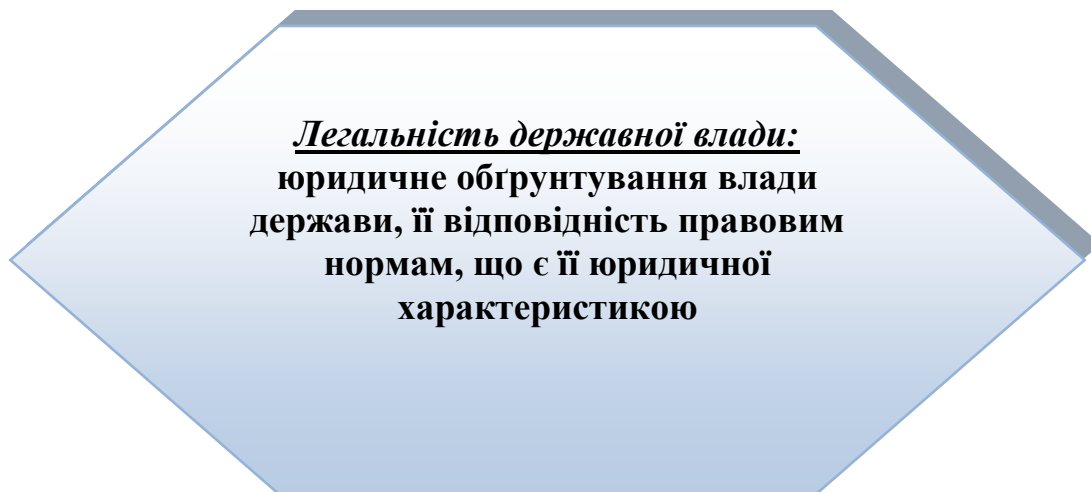 Легальність державної влади:
юридичне обґрунтування влади
держави, її відповідність правовим
нормам, що є її юридичної
характеристикою